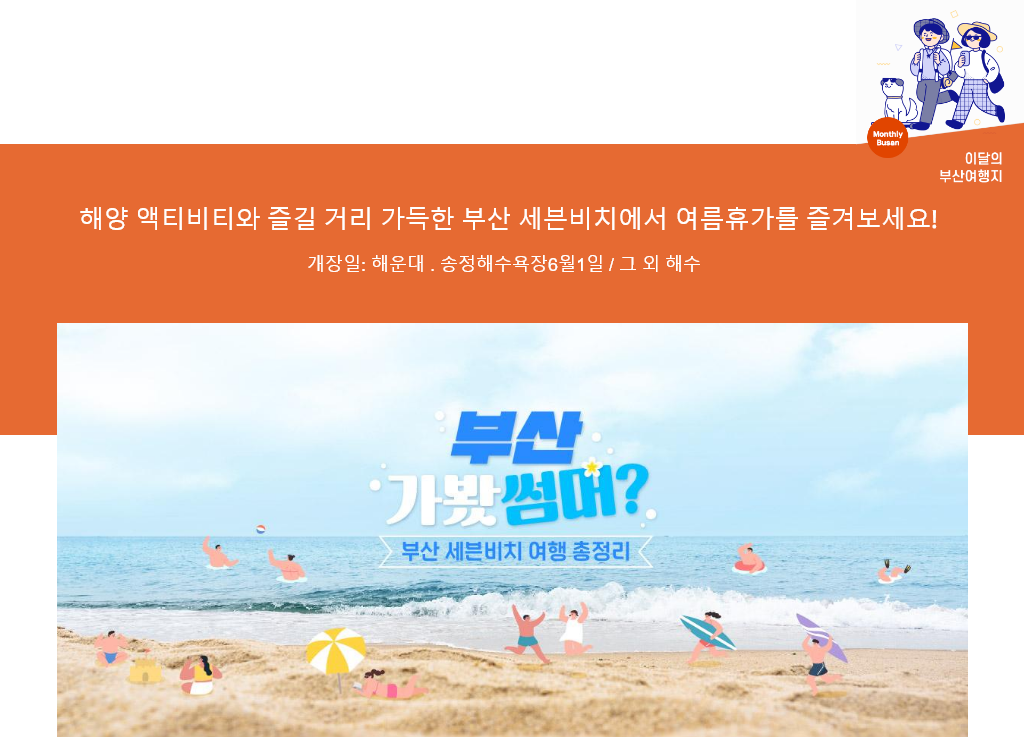 Monthly
Busan
이달의
부산여행지
해양 액티비티와 즐길 거리 가득한 부산 세븐비치에서 여름휴가를 즐겨보세요!
개장일: 해운대 . 송정해수욕장6월1일 / 그 외 해수
부산
가봤썸머?
부산 세븐비치 여행 총정리